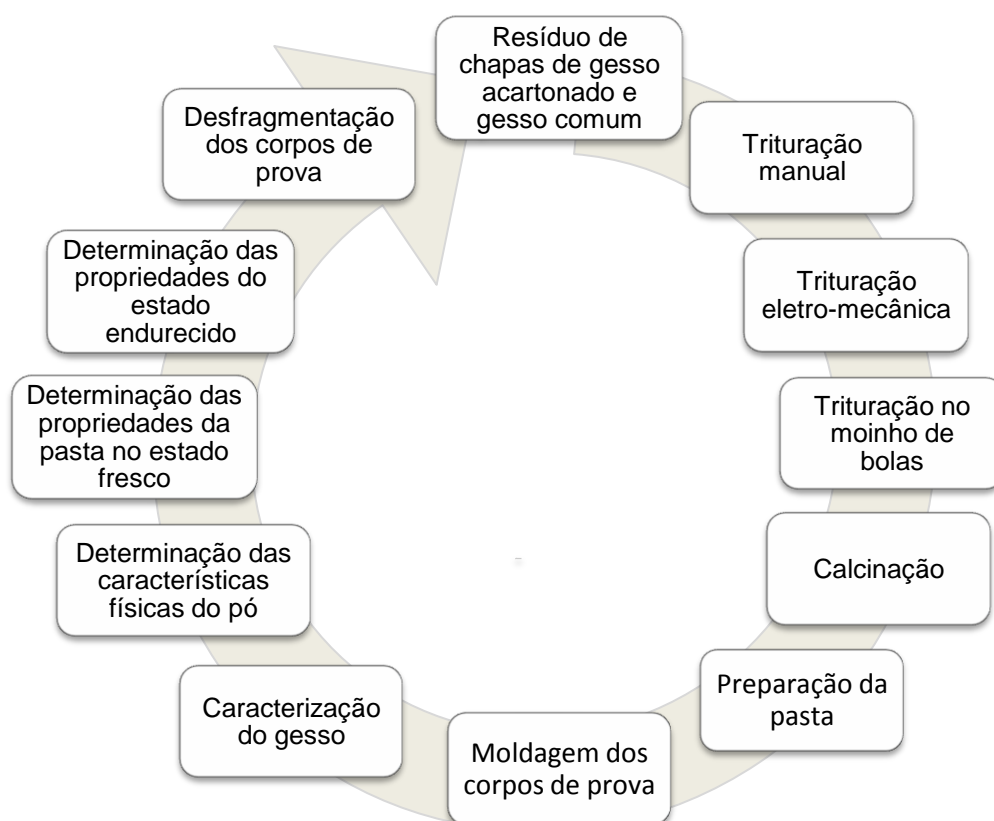 Resíduo de
chapas de gesso
acartonado e
gesso comum
Trituração
manual
Trituração
eletro-mecânica
Trituração no
moinho de
bolas
Calcinação
Preparação da
pasta
Moldagem dos
corpos de prova
Caracterização
do gesso
Determinação das
características
físicas do pó
Determinação das
propriedades da
pasta no estado
fresco
Determinação das
propriedades do
estado
endurecido
Desfragmentação
dos corpos de
prova